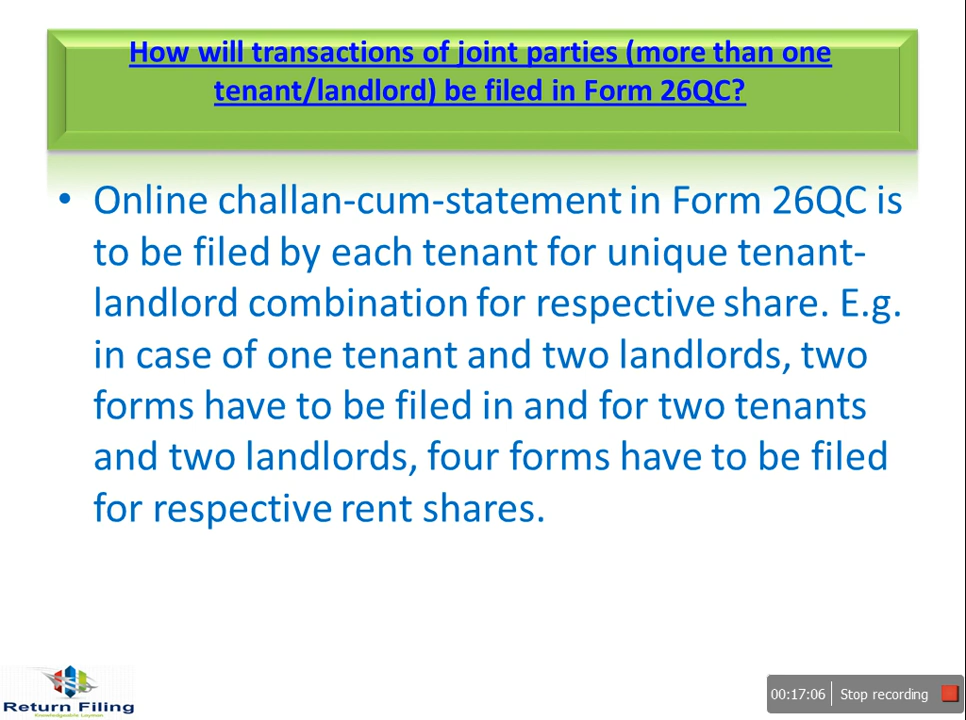 How will transactions of joint parties (more than one
tenant/landlord) be filed in Form 26QC?
• Online challan-cum-statement in Form 26QC is
to be filed by each tenant for unique tenant-
landlord combination for respective share. E.g.
in case of one tenant and two landlords, two
forms have to be filed in and for two tenants
and two landlords, four forms have to be filed
for respective rent shares.
Return Filing
Knowledgeable Layman
00:17:06 Stop recording